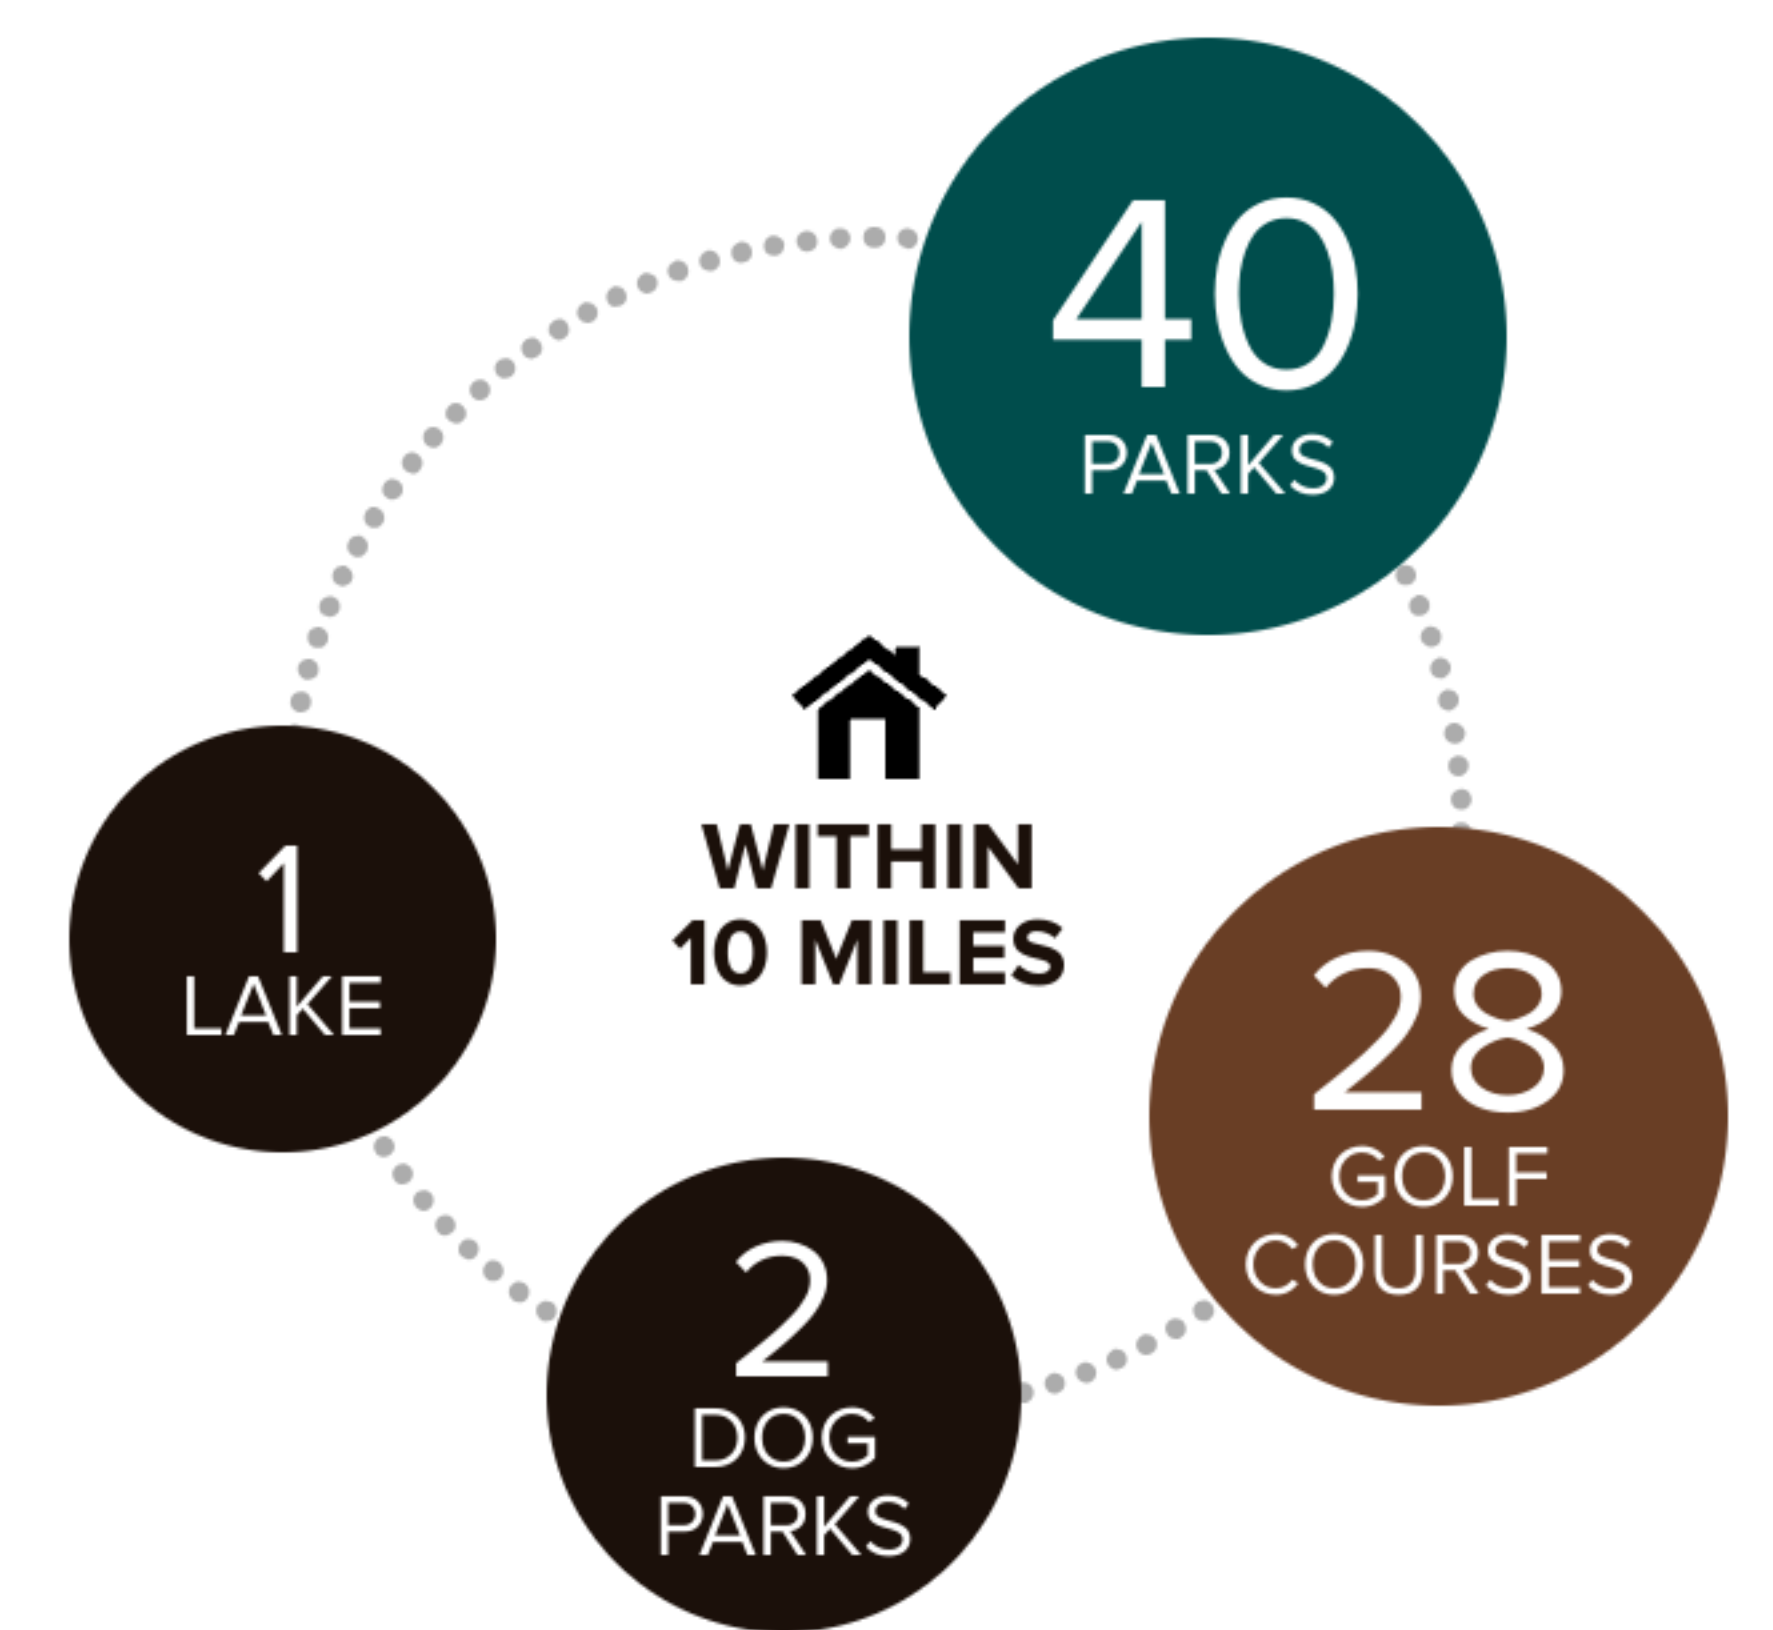 40
PARKS
WITHIN
10 MILES
1
LAKE
28
GOLF
COURSES
2
DOG
PARKS